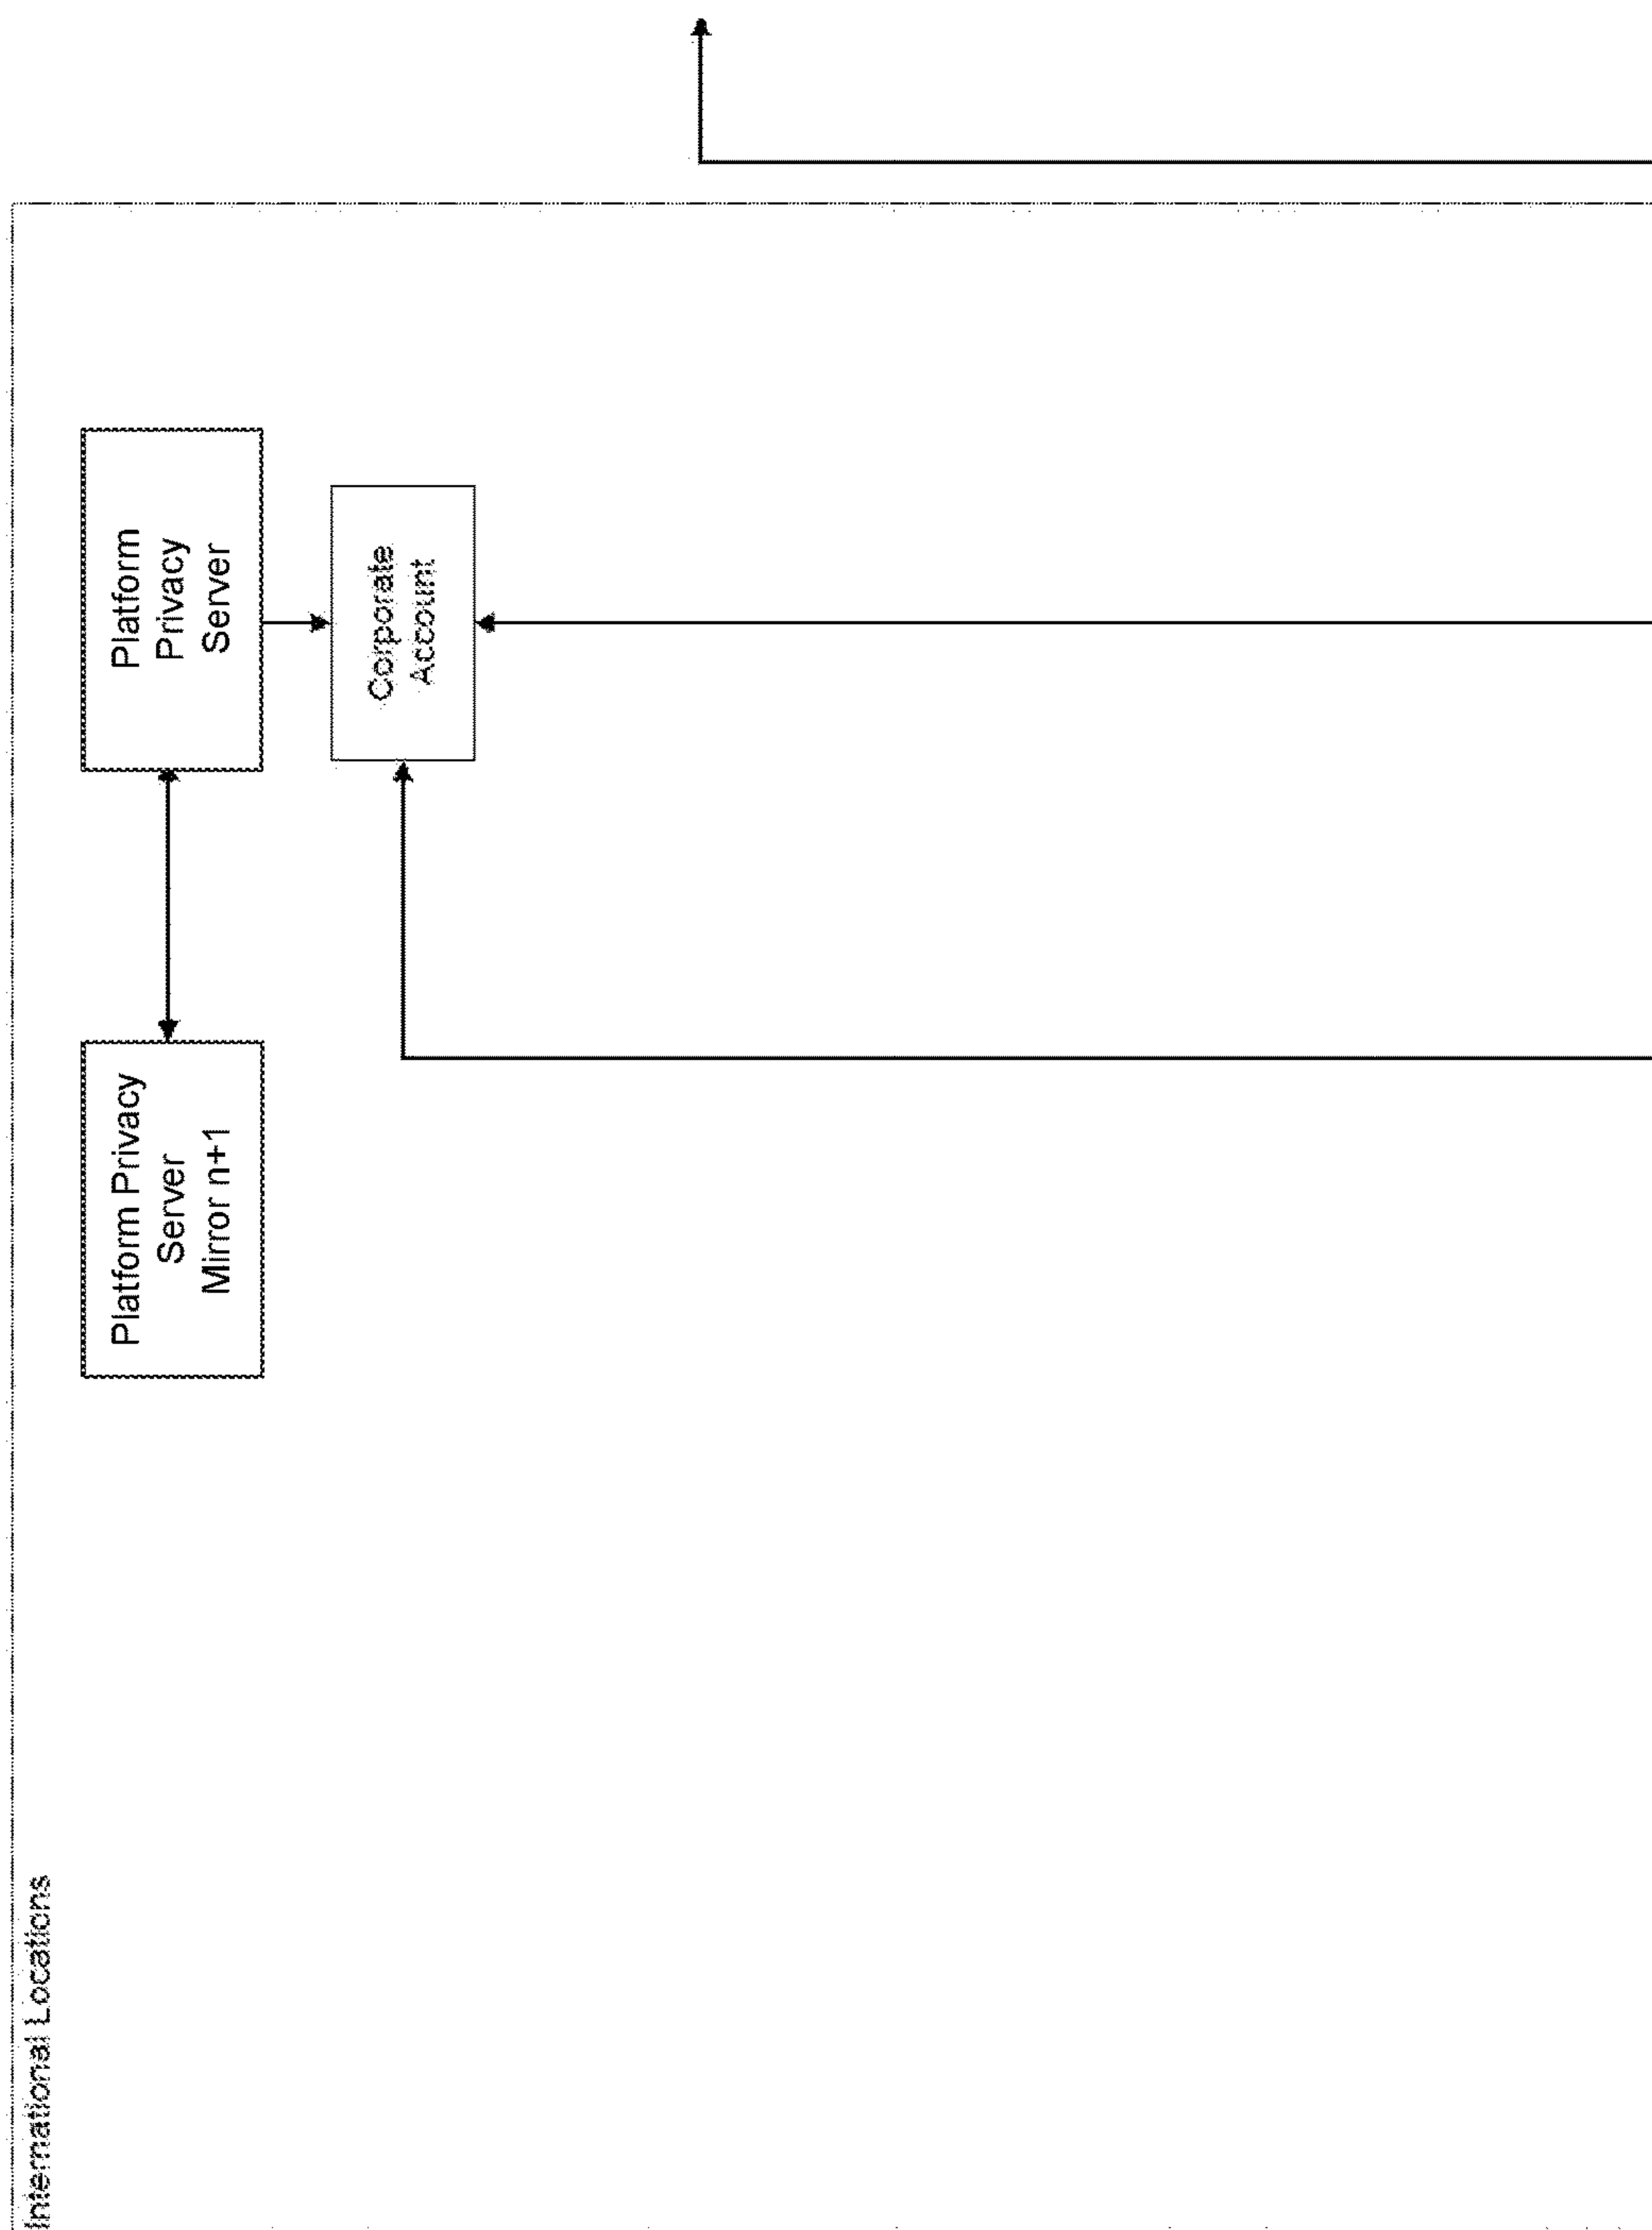 International Locations
Platform Privacy
Server
Mirror n+1
Platform
Privacy
Server
Corporate
Account